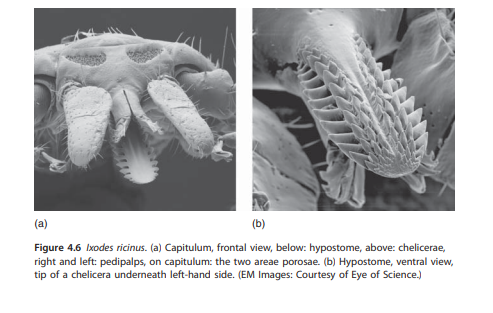 (a) (b)
Figure 4.6 Ixodes ricinus. (a) Capitulum, frontal view, below: hypostome, above: chelicerae,
right and left: pedipalps, on capitulum: the two areae porosae. (b) Hypostome, ventral view,
tip of a chelicera underneath left-hand side. (EM Images: Courtesy of Eye of Science.)